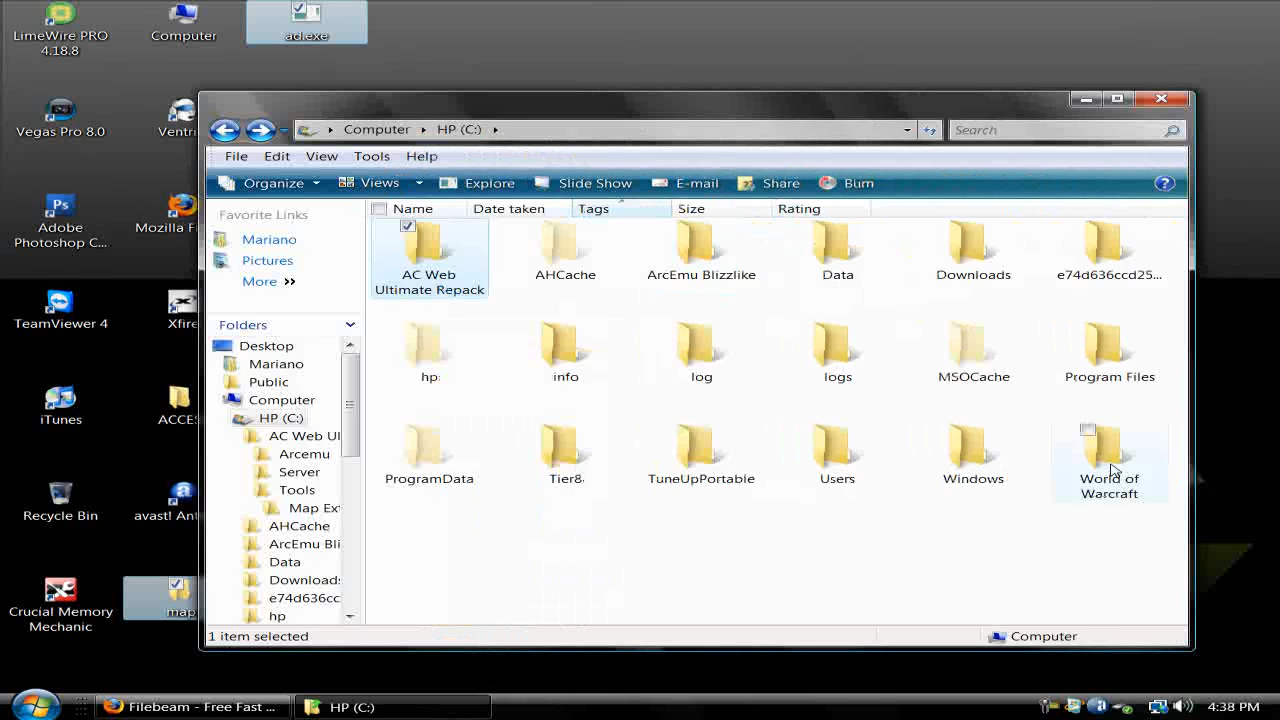 LimeWire PRO
4.18.8
Computer
ad.exe
Vegas Pro 8.0
Ventri
Adobe
Photoshop C...
Mozilla Fi
TeamViewer 4
Xfire
iTunes
ACCES
Recycle Bin
avast! Ant
Crucial Memory
Mechanic
map
Computer
HP (C:)
Search
File Edit View Tools Help
Organize Views Explore Slide Show E-mail Share Burn
Favorite Links
Mariano
Pictures
More »
Folders
Desktop
Mariano
Public
Computer
HP (C:)
AC Web Ul
Arcemu
Server
Tools
Map Ext
AHCache
ArcEmu Bli
Data
Downloads
e74d636cc
hp
Name Date taken Tags Size Rating
AC Web
Ultimate Repack
AHCache
ArcEmu Blizzlike
Data
Downloads
e74d636ccd25...
hp
info
log
logs
MSOCache
Program Files
ProgramData
Tier8
TuneUpPortable
Users
Windows
World of
Warcraft
1 item selected
Computer
Filebeam - Free Fast ...
HP (C:)
4:38 PM